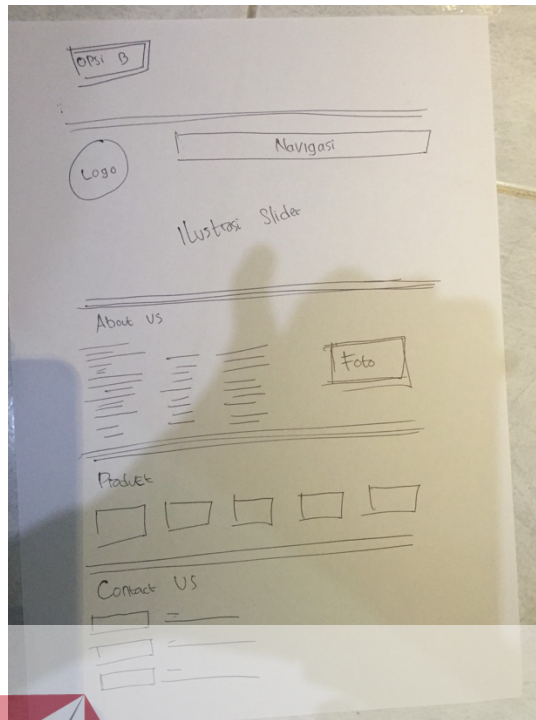 OPSI B
Navigasi
Logo
Ilustrasi Slider
About US
Foto
Product
Contact US